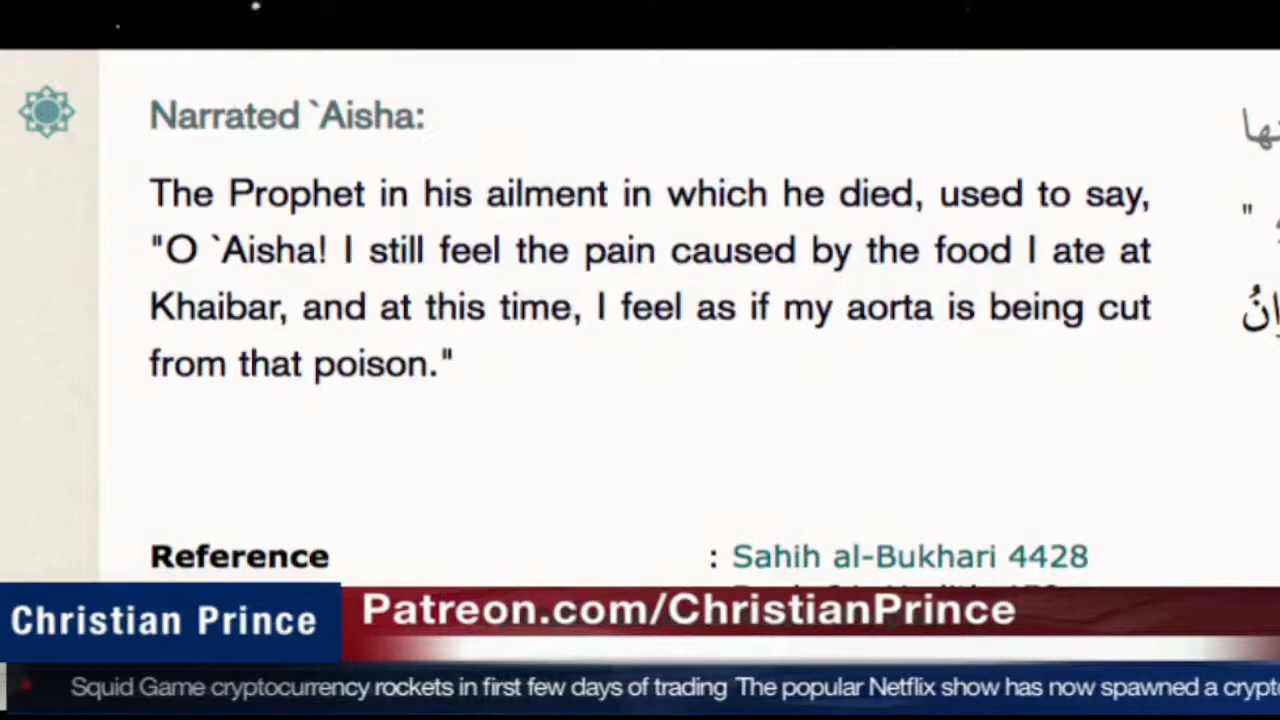 Narrated `Aisha:
The Prophet in his ailment in which he died, used to say,
"O `Aisha! I still feel the pain caused by the food I ate at
Khaibar, and at this time, I feel as if my aorta is being cut
from that poison."
Reference : Sahih al-Bukhari 4428
Christian Prince
Patreon.com/ChristianPrince
Squid Game cryptocurrency rockets in first few days of trading The popular Netflix show has now spawned a crypt